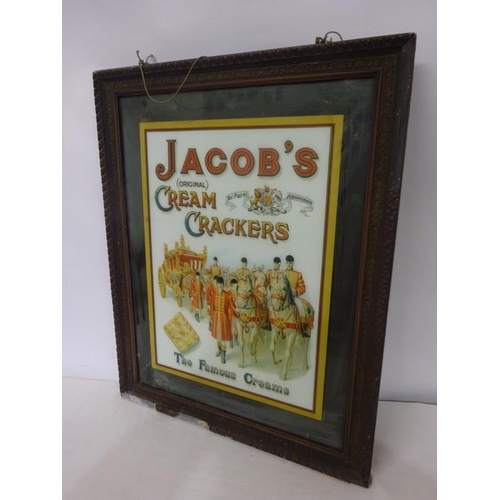 JACOB'S
(ORIGINAL)
CREAM
CRACKERS
The Famous Creams